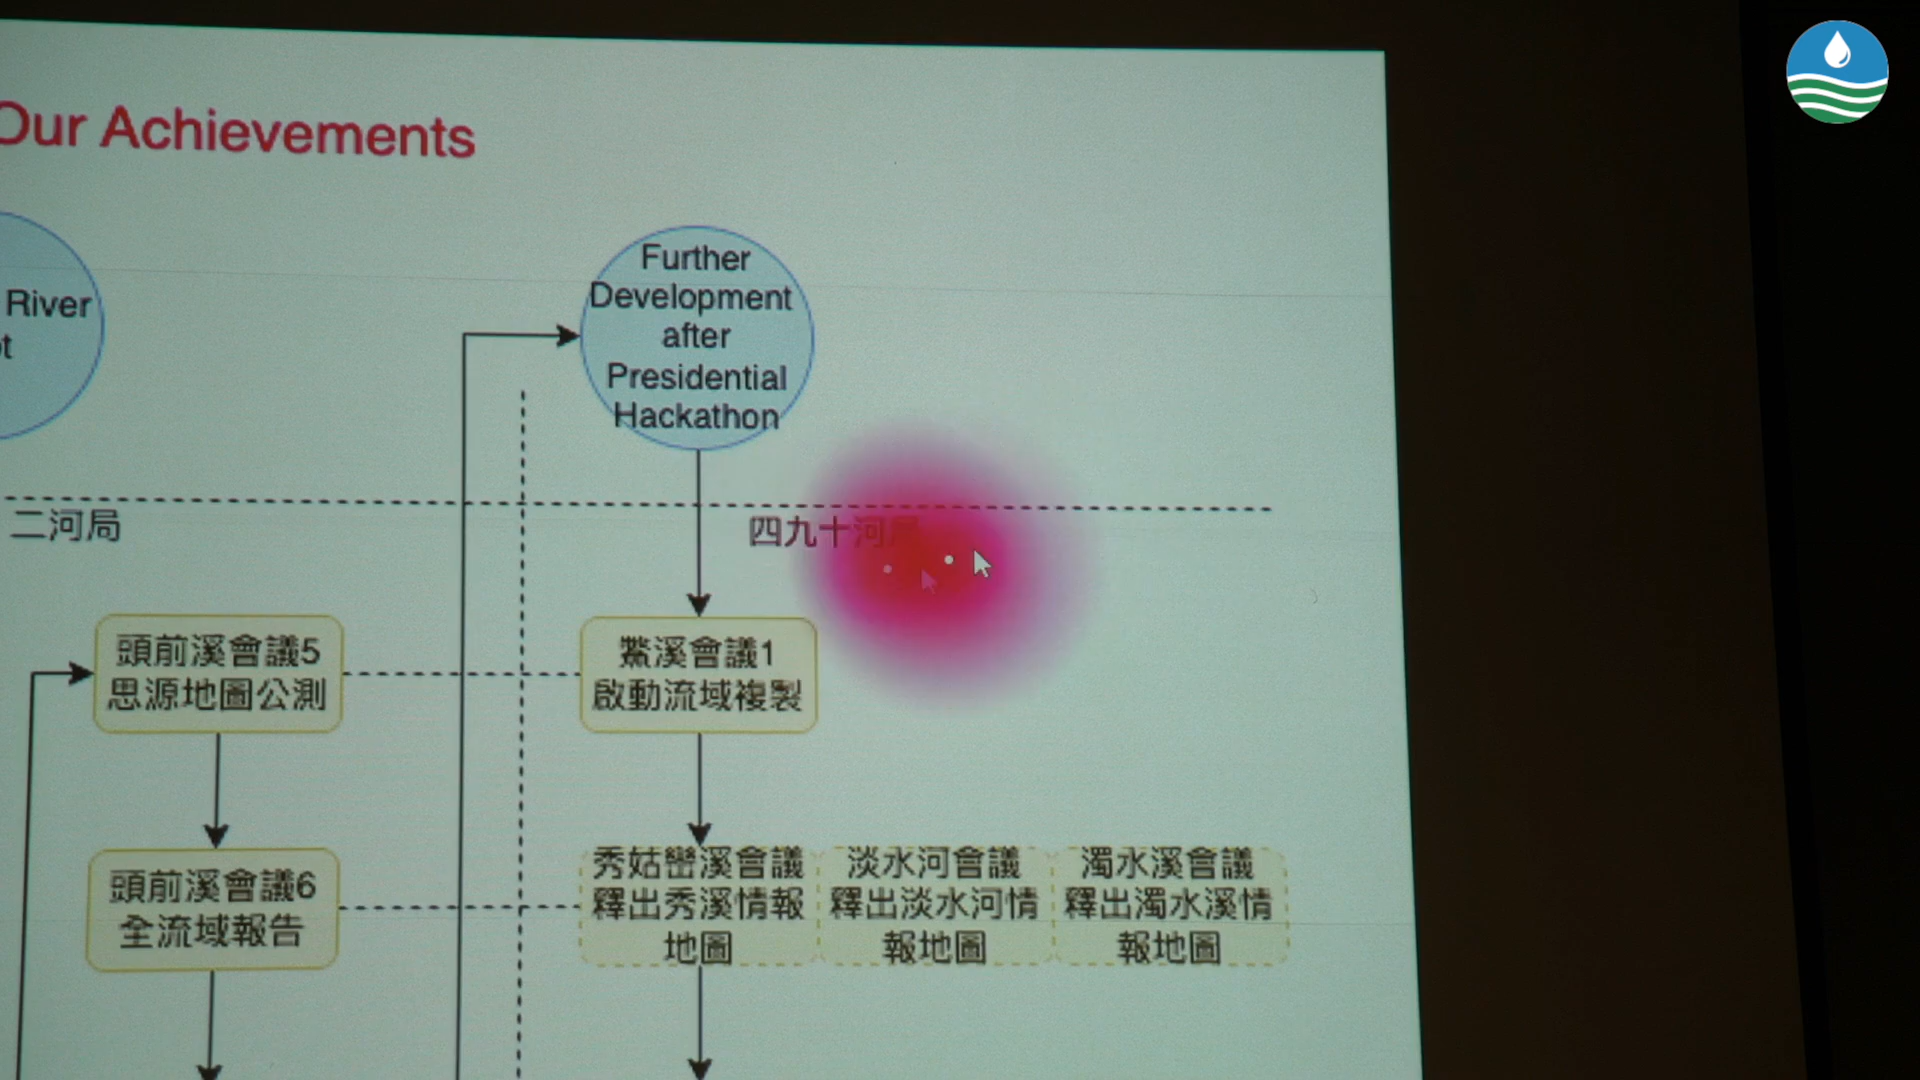 Our Achievements
River
t
Further
Development
after
Presidential
Hackathon
二河局
四九十河局
頭前溪會議5
思源地圖公測
鱉溪會議1
啟動流域複製
頭前溪會議6
全流域報告
秀姑巒溪會議
釋出秀溪情報
地圖
淡水河會議
釋出淡水河情
報地圖
濁水溪會議
釋出濁水溪情
報地圖